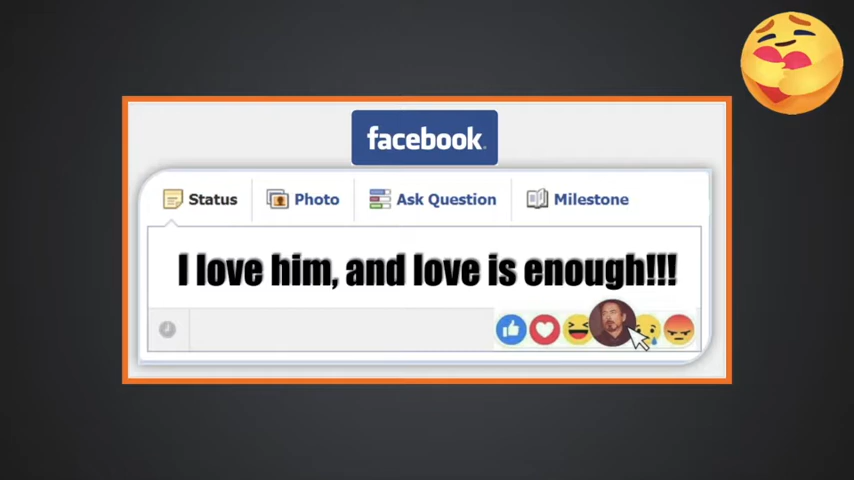 facebook.
Status Photo Ask Question Milestone
I love him, and love is enough!!!